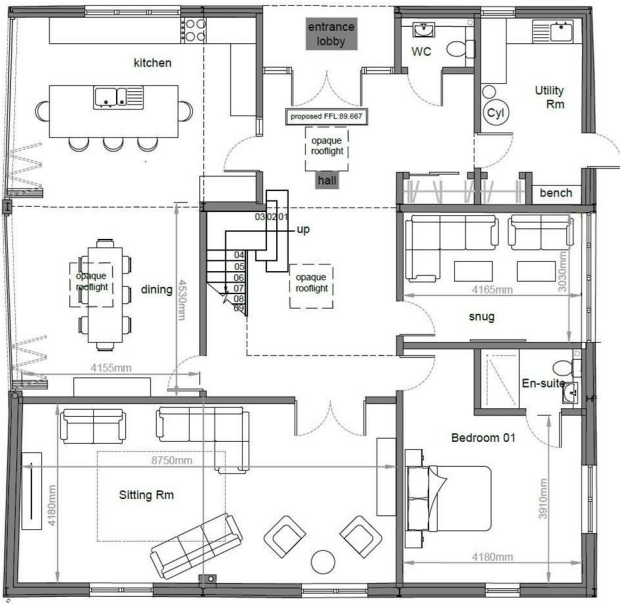 entrance
lobby
WC
kitchen
Utility
Rm
proposed FFL:89.667
Cyl
opaque
rooflight
hall
bench
03 02 01
up
04
05
06
07
08
09
opaque
rooflight
dining
opaque
rooflight
4530mm
4155mm
4165mm
3030mm
snug
En-suite
Bedroom 01
8750mm
4180mm
Sitting Rm
3910mm
4180mm